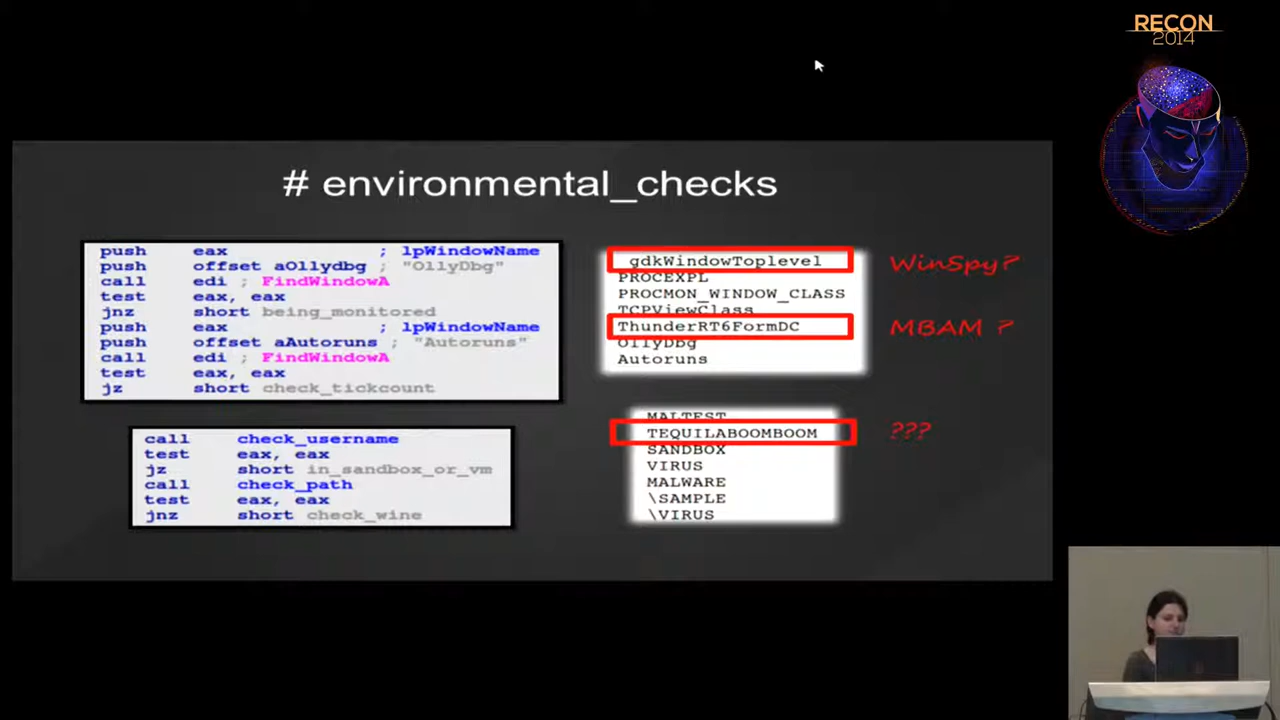 RECON
2014
# environmental_checks
push eax ; lpWindowName
push offset aOllydbg ; "OllyDbg"
call edi ; FindWindowA
test eax, eax
jnz short being_monitored
push eax ; lpWindowName
push offset aAutoruns ; "Autoruns"
call edi ; FindWindowA
test eax, eax
jz short check_tickcount
call check_username
test eax, eax
jz short in_sandbox_or_vm
call check_path
test eax, eax
jnz short check_wine
gdkWindowToplevel
PROCEXPL
PROCMON_WINDOW_CLASS
TCPViewClass
ThunderRT6FormDC
OllyDbg
Autoruns
WinSpy?
MBAM ?
MALTEST
TEQUILABOOMBOOM
SANDBOX
VIRUS
MALWARE
\SAMPLE
\VIRUS
???